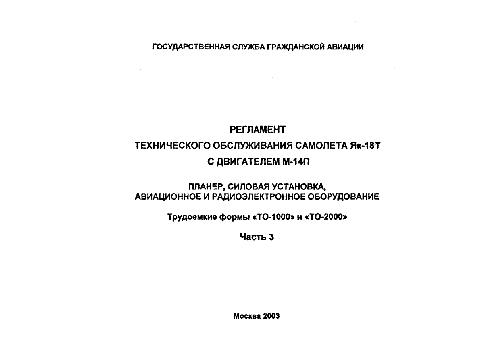 ГОСУДАРСТВЕННАЯ СЛУЖБА ГРАЖДАНСКОЙ АВИАЦИИ
РЕГЛАМЕНТ
ТЕХНИЧЕСКОГО ОБСЛУЖИВАНИЯ САМОЛЕТА Як-18Т
С ДВИГАТЕЛЕМ М-14П
ПЛАНЕР, СИЛОВАЯ УСТАНОВКА,
АВИАЦИОННОЕ И РАДИОЭЛЕКТРОННОЕ ОБОРУДОВАНИЕ
Трудоемкие формы «ТО-1000» и «ТО-2000»
Часть 3
Москва 2003